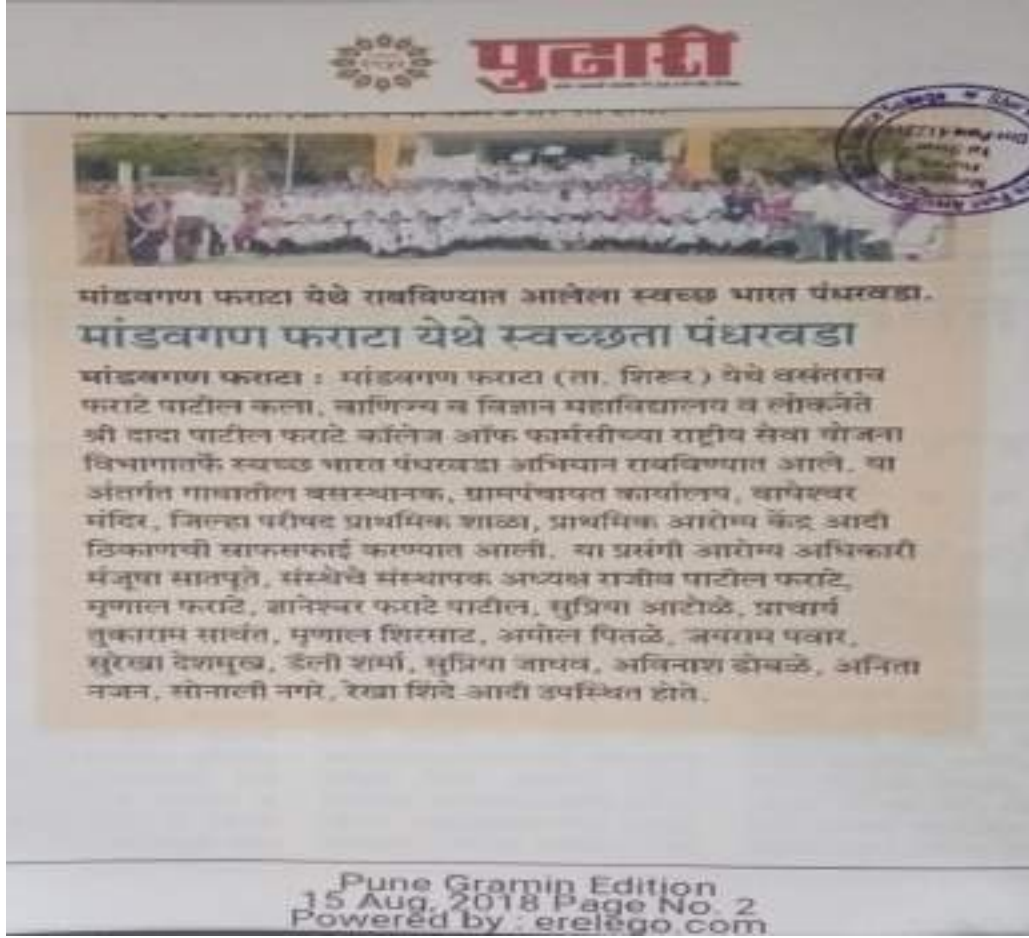 पुढारी
मांडवगण फराटा येथे राबविण्यात आलेला स्वच्छ भारत पंधरवडा.
मांडवगण फराटा येथे स्वच्छता पंधरवडा
मांडवगण फराटा : मांडवगण फराटा (ता. शिरूर) येथे वसंतराव
फराटे पाटील कला, वाणिज्य व विज्ञान महाविद्यालय व लोकनेते
श्री दादा पाटील फराटे कॉलेज ऑफ फार्मसीच्या राष्ट्रीय सेवा योजना
विभागातर्फे स्वच्छ भारत पंधरवडा अभियान राबविण्यात आले. या
अंतर्गत गावातील बसस्थानक, ग्रामपंचायत कार्यालय, वाघेश्वर
मंदिर, जिल्हा परीषद प्राथमिक शाळा, प्राथमिक आरोग्य केंद्र आदी
ठिकाणची साफसफाई करण्यात आली. या प्रसंगी आरोग्य अधिकारी
मंजूषा सातपूते, संस्थेचे संस्थापक अध्यक्ष राजीव पाटील फराटे,
मृणाल फराटे, ज्ञानेश्वर फराटे पाटील, सुप्रिया आटोळे, प्राचार्य
तुकाराम सावंत, मृणाल शिरसाट, अमोल पितळे, जयराम पवार,
सुरेखा देशमुख, डॅली शर्मा, सुप्रिया जाधव, अविनाश ढोबळे, अनिता
नजन, सोनाली नगरे, रेखा शिंदे आदी उपस्थित होते.
Pune Gramin Edition
15 Aug, 2018 Page No. 2
Powered by : erelego.com